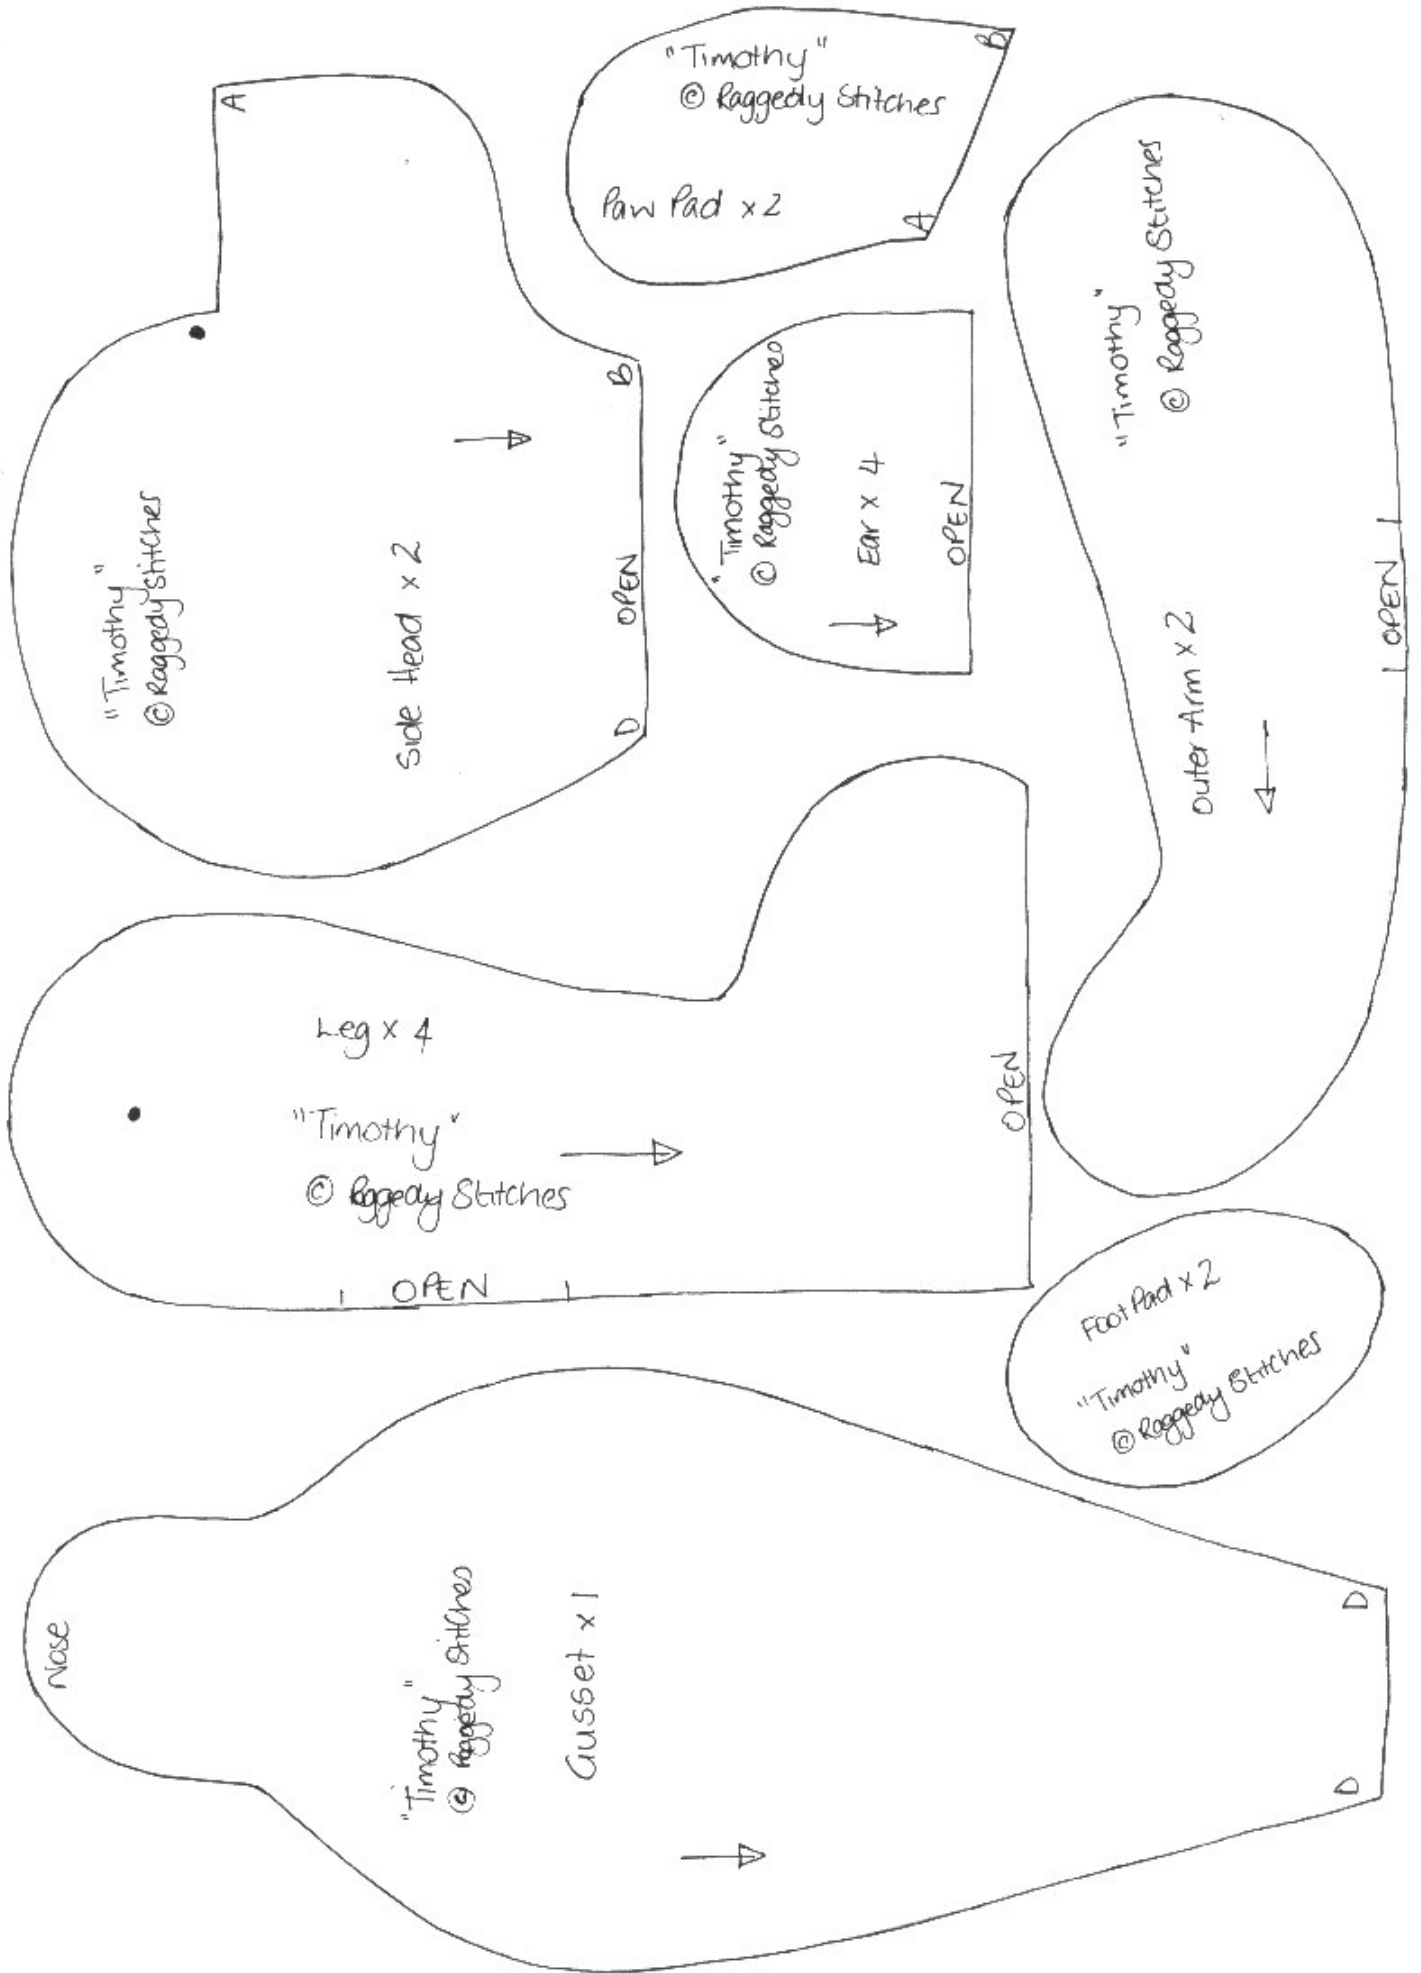 A
"Timothy"
© Raggedy Stitches
Side Head x 2
B
OPEN
D
"Timothy"
© Raggedy Stitches
Paw Pad x 2
A
B
"Timothy"
© Raggedy Stitches
Ear x 4
OPEN
"Timothy"
© Raggedy Stitches
Outer Arm x 2
OPEN
Leg x 4
"Timothy"
© Raggedy Stitches
OPEN
OPEN
Foot Pad x 2
"Timothy"
© Raggedy Stitches
Nose
"Timothy"
© Raggedy Stitches
Gusset x 1
D
D